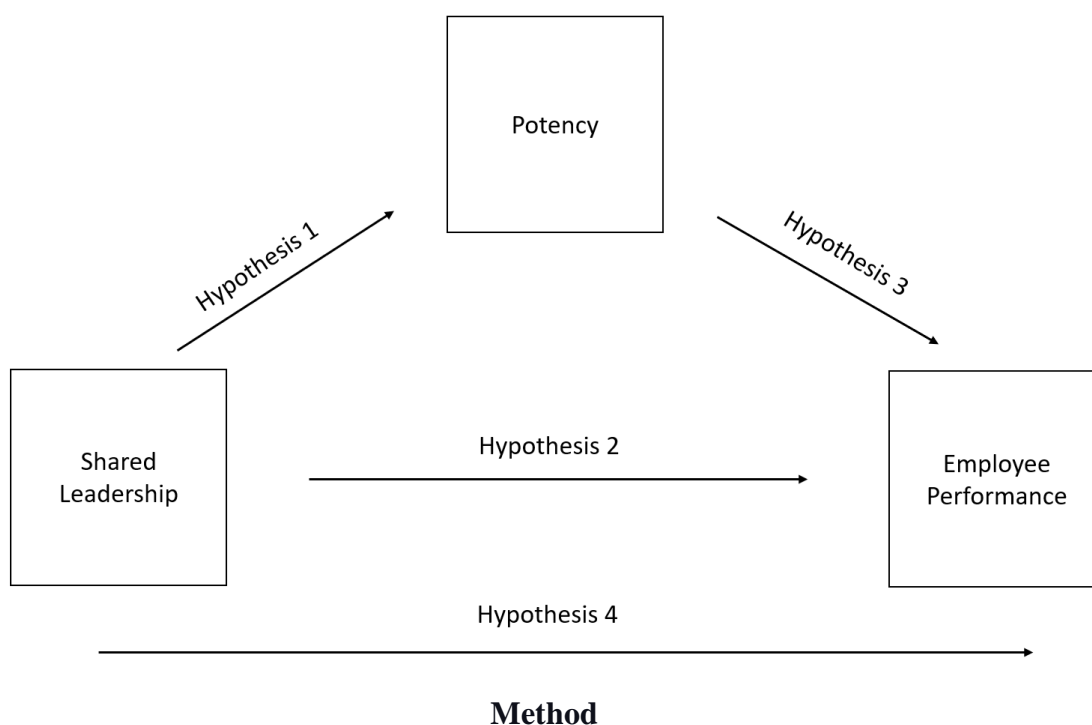 Potency
Hypothesis 1
Hypothesis 3
Shared
Leadership
Hypothesis 2
Employee
Performance
Hypothesis 4
Method